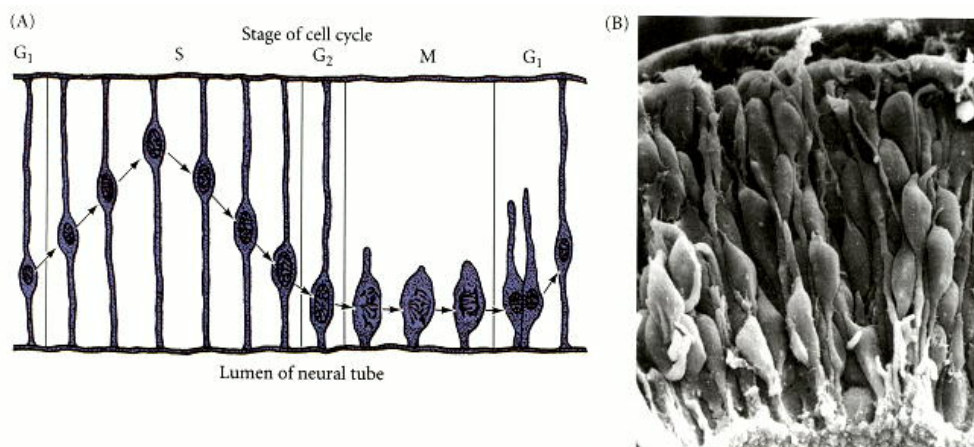 (A)
Stage of cell cycle
G₁ S G₂ M G₁
Lumen of neural tube
(B)